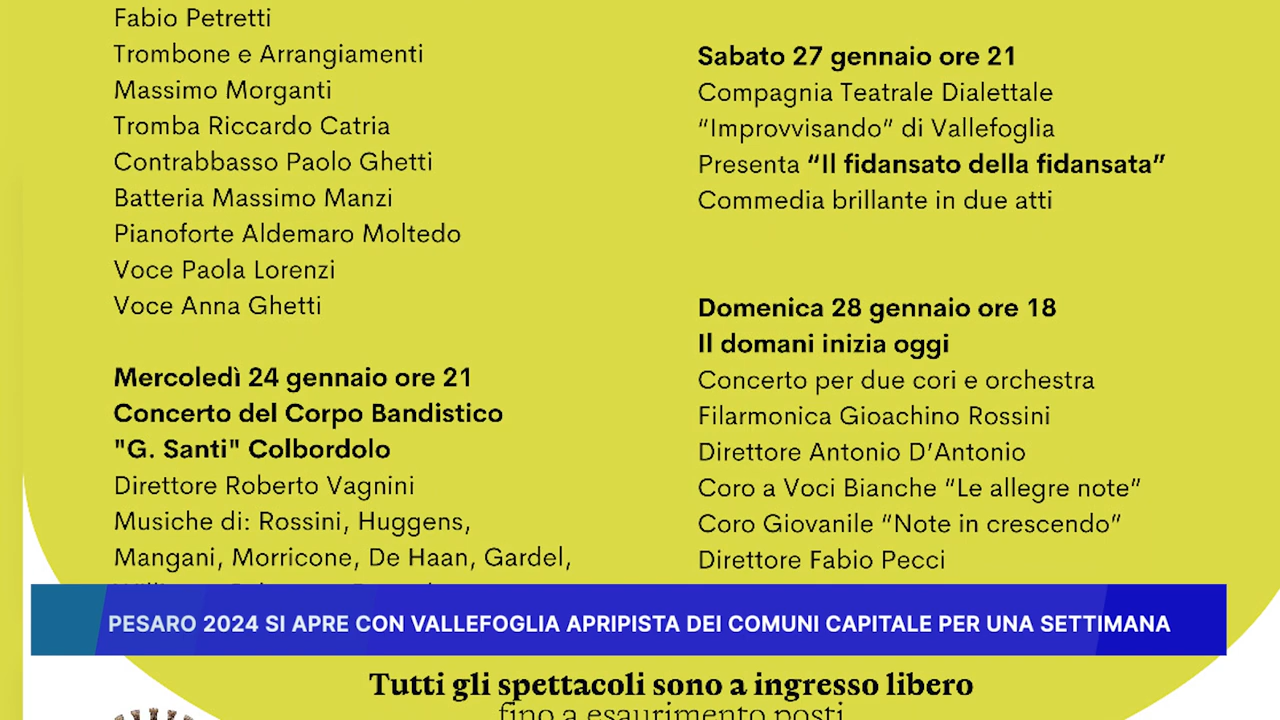 Fabio Petretti
Trombone e Arrangiamenti
Massimo Morganti
Tromba Riccardo Catria
Contrabbasso Paolo Ghetti
Batteria Massimo Manzi
Pianoforte Aldemaro Moltedo
Voce Paola Lorenzi
Voce Anna Ghetti
Mercoledì 24 gennaio ore 21
Concerto del Corpo Bandistico
"G. Santi" Colbordolo
Direttore Roberto Vagnini
Musiche di: Rossini, Huggens,
Mangani, Morricone, De Haan, Gardel,
Sabato 27 gennaio ore 21
Compagnia Teatrale Dialettale
“Improvvisando” di Vallefoglia
Presenta “Il fidansato della fidansata”
Commedia brillante in due atti
Domenica 28 gennaio ore 18
Il domani inizia oggi
Concerto per due cori e orchestra
Filarmonica Gioachino Rossini
Direttore Antonio D’Antonio
Coro a Voci Bianche “Le allegre note”
Coro Giovanile “Note in crescendo”
Direttore Fabio Pecci
PESARO 2024 SI APRE CON VALLEFOGLIA APRIPISTA DEI COMUNI CAPITALE PER UNA SETTIMANA
Tutti gli spettacoli sono a ingresso libero
fino a esaurimento posti